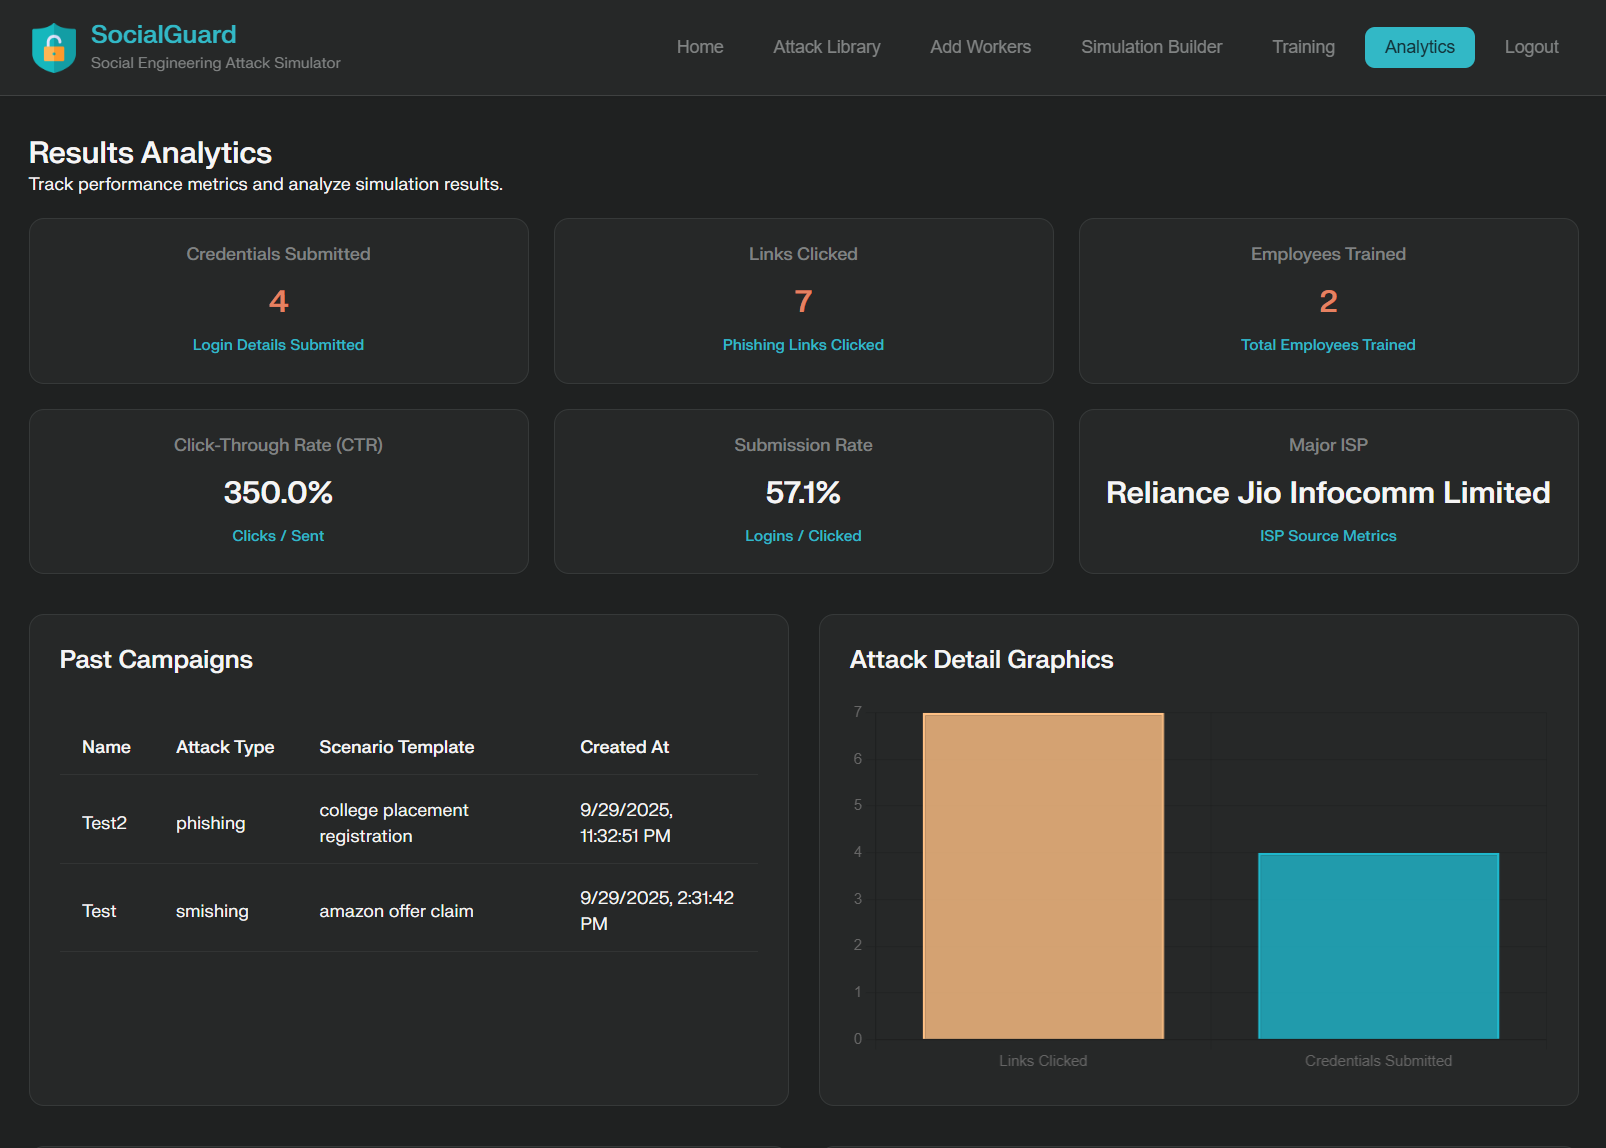 SocialGuard
Social Engineering Attack Simulator
Home
Attack Library
Add Workers
Simulation Builder
Training
Analytics
Logout
Results Analytics
Track performance metrics and analyze simulation results.
Credentials Submitted
4
Login Details Submitted
Links Clicked
7
Phishing Links Clicked
Employees Trained
2
Total Employees Trained
Click-Through Rate (CTR)
350.0%
Clicks / Sent
Submission Rate
57.1%
Logins / Clicked
Major ISP
Reliance Jio Infocomm Limited
ISP Source Metrics
Past Campaigns
Name
Attack Type
Scenario Template
Created At
Test2
phishing
college placement
registration
9/29/2025,
11:32:51 PM
Test
smishing
amazon offer claim
9/29/2025, 2:31:42
PM
Attack Detail Graphics
7
6
5
4
3
2
1
0
Links Clicked
Credentials Submitted